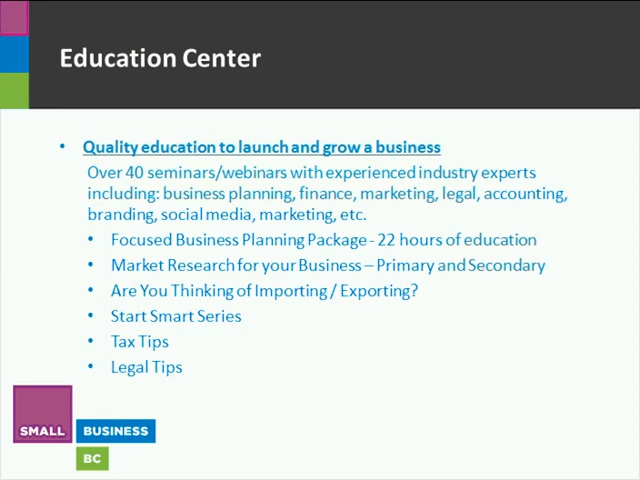 Education Center
• Quality education to launch and grow a business
Over 40 seminars/webinars with experienced industry experts
including: business planning, finance, marketing, legal, accounting,
branding, social media, marketing, etc.
• Focused Business Planning Package - 22 hours of education
• Market Research for your Business – Primary and Secondary
• Are You Thinking of Importing / Exporting?
• Start Smart Series
• Tax Tips
• Legal Tips
SMALL BUSINESS
BC